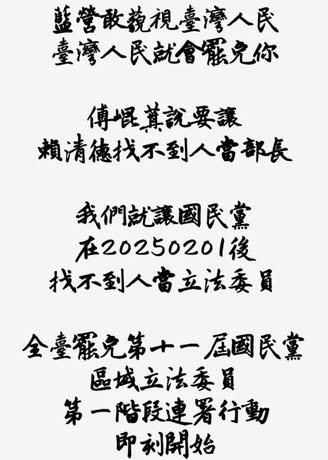 藍營敢藐視臺灣人民
臺灣人民就會罷免你
傅崐萁說要讓
賴清德找不到人當部長
我們就讓國民黨
在20250201後
找不到人當立法委員
全臺罷免第十一屆國民黨
區域立法委員
第一階段連署行動
即刻開始